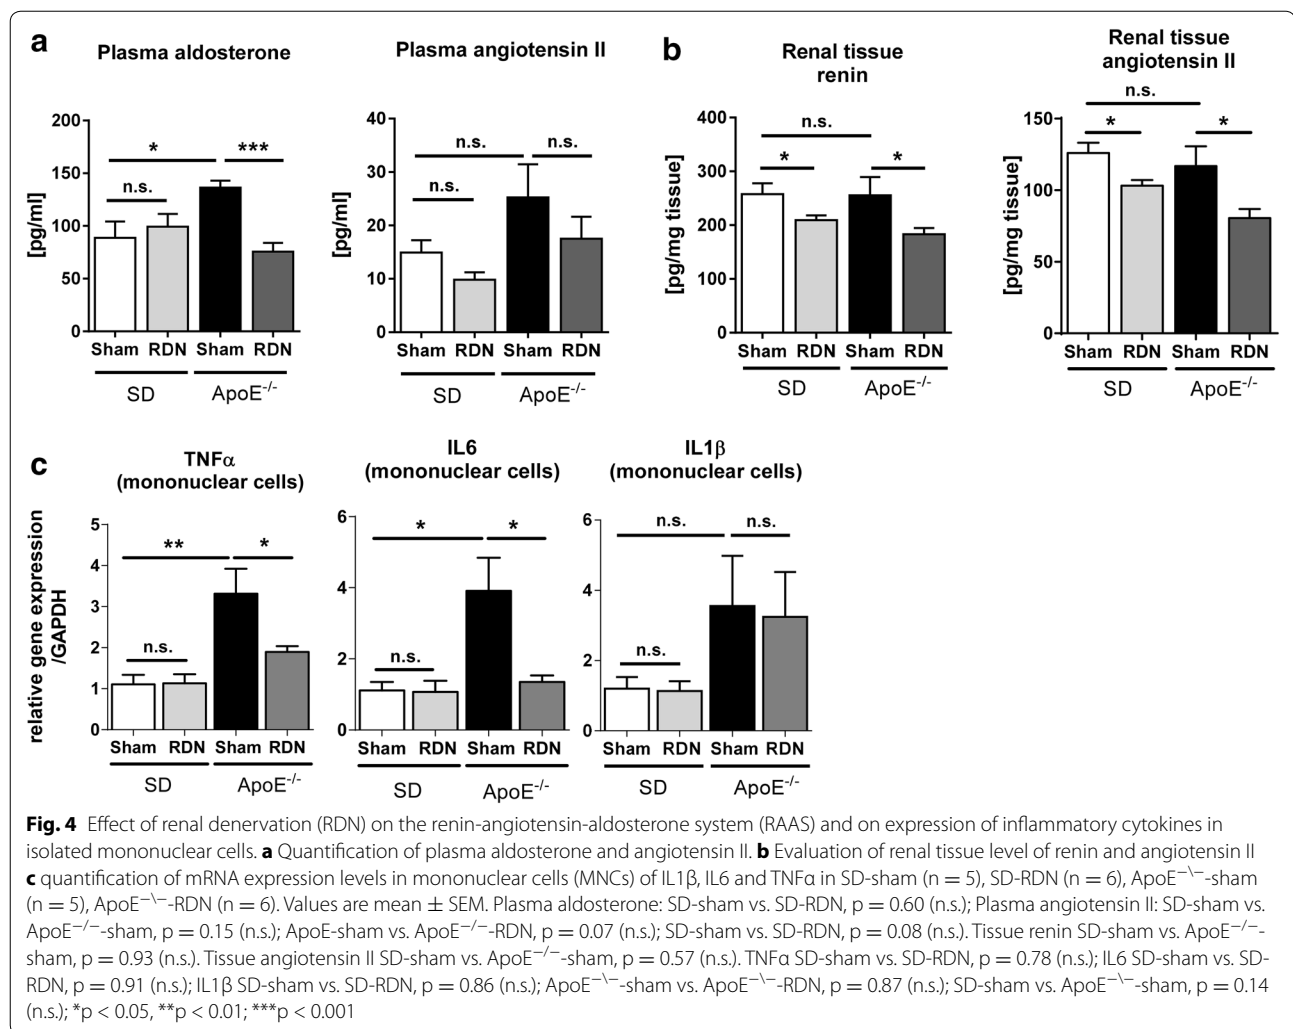 a
Plasma aldosterone
[pg/ml]
200
150
100
50
0
*
***
n.s.
Sham RDN Sham RDN
SD ApoE-/-
Plasma angiotensin II
[pg/ml]
40
30
20
10
0
n.s. n.s.
n.s.
Sham RDN Sham RDN
SD ApoE-/-
b
Renal tissue
renin
[pg/mg tissue]
400
300
200
100
0
n.s.
* *
Sham RDN Sham RDN
SD ApoE-/-
Renal tissue
angiotensin II
[pg/mg tissue]
150
100
50
0
n.s.
* *
Sham RDN Sham RDN
SD ApoE-/-
c
TNFα
(mononuclear cells)
relative gene expression
/GAPDH
5
4
3
2
1
0
** *
n.s.
Sham RDN Sham RDN
SD ApoE-/-
IL6
(mononuclear cells)
6
4
2
0
* *
n.s.
Sham RDN Sham RDN
SD ApoE-/-
IL1β
(mononuclear cells)
6
4
2
0
n.s. n.s.
n.s.
Sham RDN Sham RDN
SD ApoE-/-
Fig. 4 Effect of renal denervation (RDN) on the renin-angiotensin-aldosterone system (RAAS) and on expression of inflammatory cytokines in
isolated mononuclear cells. a Quantification of plasma aldosterone and angiotensin II. b Evaluation of renal tissue level of renin and angiotensin II
c quantification of mRNA expression levels in mononuclear cells (MNCs) of IL1β, IL6 and TNFα in SD-sham (n = 5), SD-RDN (n = 6), ApoE−\−-sham
(n = 5), ApoE−\−-RDN (n = 6). Values are mean ± SEM. Plasma aldosterone: SD-sham vs. SD-RDN, p = 0.60 (n.s.); Plasma angiotensin II: SD-sham vs.
ApoE−/−-sham, p = 0.15 (n.s.); ApoE-sham vs. ApoE−/−-RDN, p = 0.07 (n.s.); SD-sham vs. SD-RDN, p = 0.08 (n.s.). Tissue renin SD-sham vs. ApoE−/−-
sham, p = 0.93 (n.s.). Tissue angiotensin II SD-sham vs. ApoE−/−-sham, p = 0.57 (n.s.). TNFα SD-sham vs. SD-RDN, p = 0.78 (n.s.); IL6 SD-sham vs. SD-
RDN, p = 0.91 (n.s.); IL1β SD-sham vs. SD-RDN, p = 0.86 (n.s.); ApoE−\−-sham vs. ApoE−\−-RDN, p = 0.87 (n.s.); SD-sham vs. ApoE−\−-sham, p = 0.14
(n.s.); *p < 0.05, **p < 0.01; ***p < 0.001